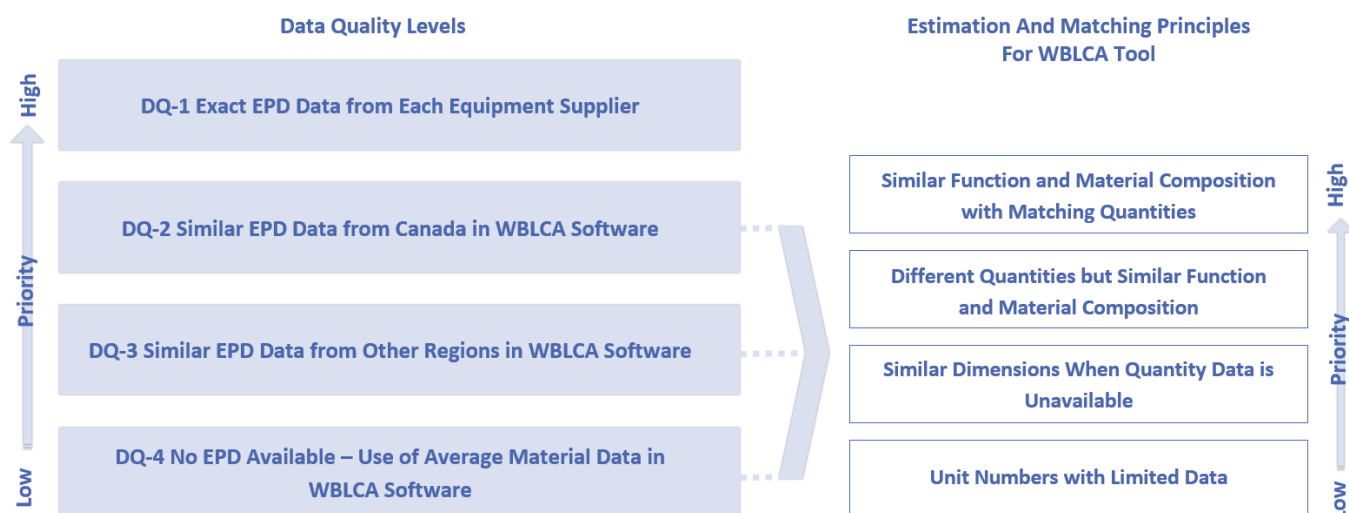 Data Quality Levels
Estimation And Matching Principles
For WBLCA Tool
High
Priority
Low
DQ-1 Exact EPD Data from Each Equipment Supplier
DQ-2 Similar EPD Data from Canada in WBLCA Software
DQ-3 Similar EPD Data from Other Regions in WBLCA Software
DQ-4 No EPD Available – Use of Average Material Data in
WBLCA Software
Similar Function and Material Composition
with Matching Quantities
Different Quantities but Similar Function
and Material Composition
Similar Dimensions When Quantity Data is
Unavailable
Unit Numbers with Limited Data
High
Priority
Low